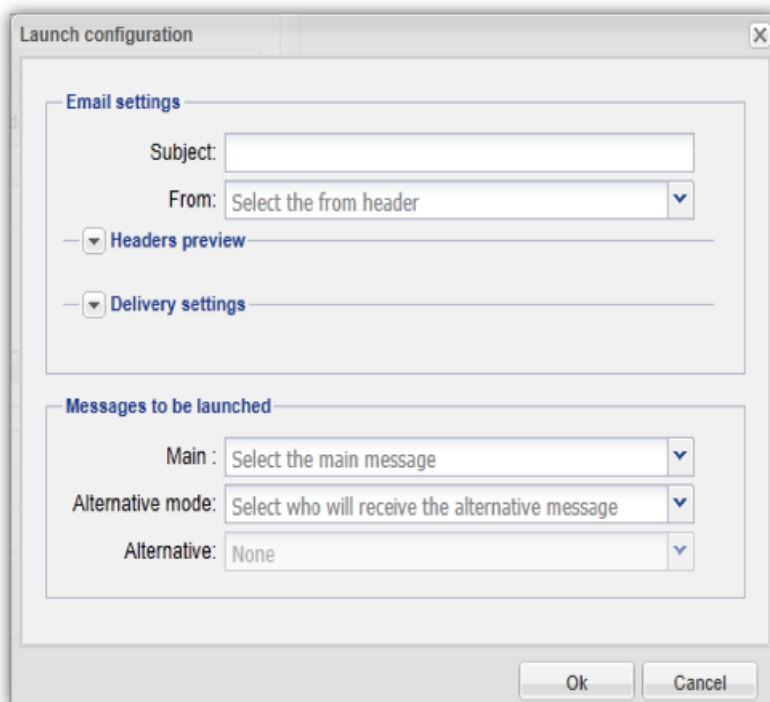 Launch configuration
Email settings
Subject:
From: Select the from header
Headers preview
Delivery settings
Messages to be launched
Main : Select the main message
Alternative mode: Select who will receive the alternative message
Alternative: None
Ok Cancel